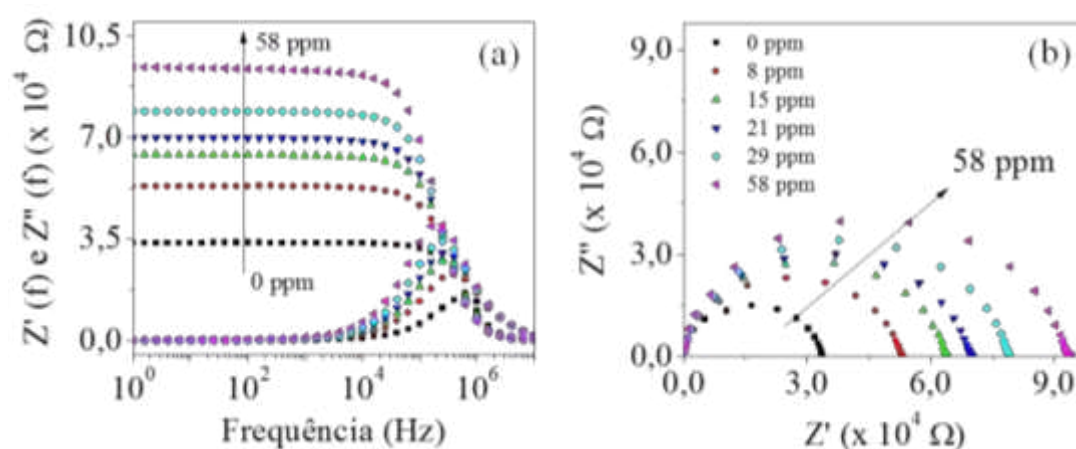 Z' (f) e Z" (f) (x 10⁴ Ω)
10,5
7,0
3,5
0,0
58 ppm
(a)
0 ppm
10⁰ 10² 10⁴ 10⁶
Frequência (Hz)
Z" (x 10⁴ Ω)
9,0
6,0
3,0
0,0
0 ppm
8 ppm
15 ppm
21 ppm
29 ppm
58 ppm
(b)
58 ppm
0,0 3,0 6,0 9,0
Z' (x 10⁴ Ω)